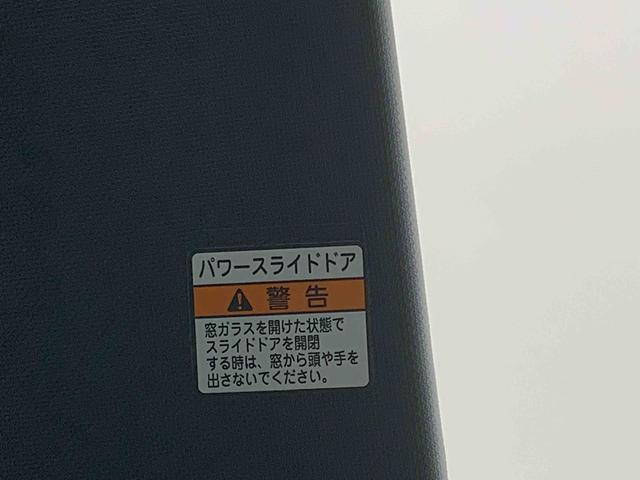 パワースライドドア
警告
窓ガラスを開けた状態で
スライドドアを開閉
する時は、窓から頭や手を
出さないでください。